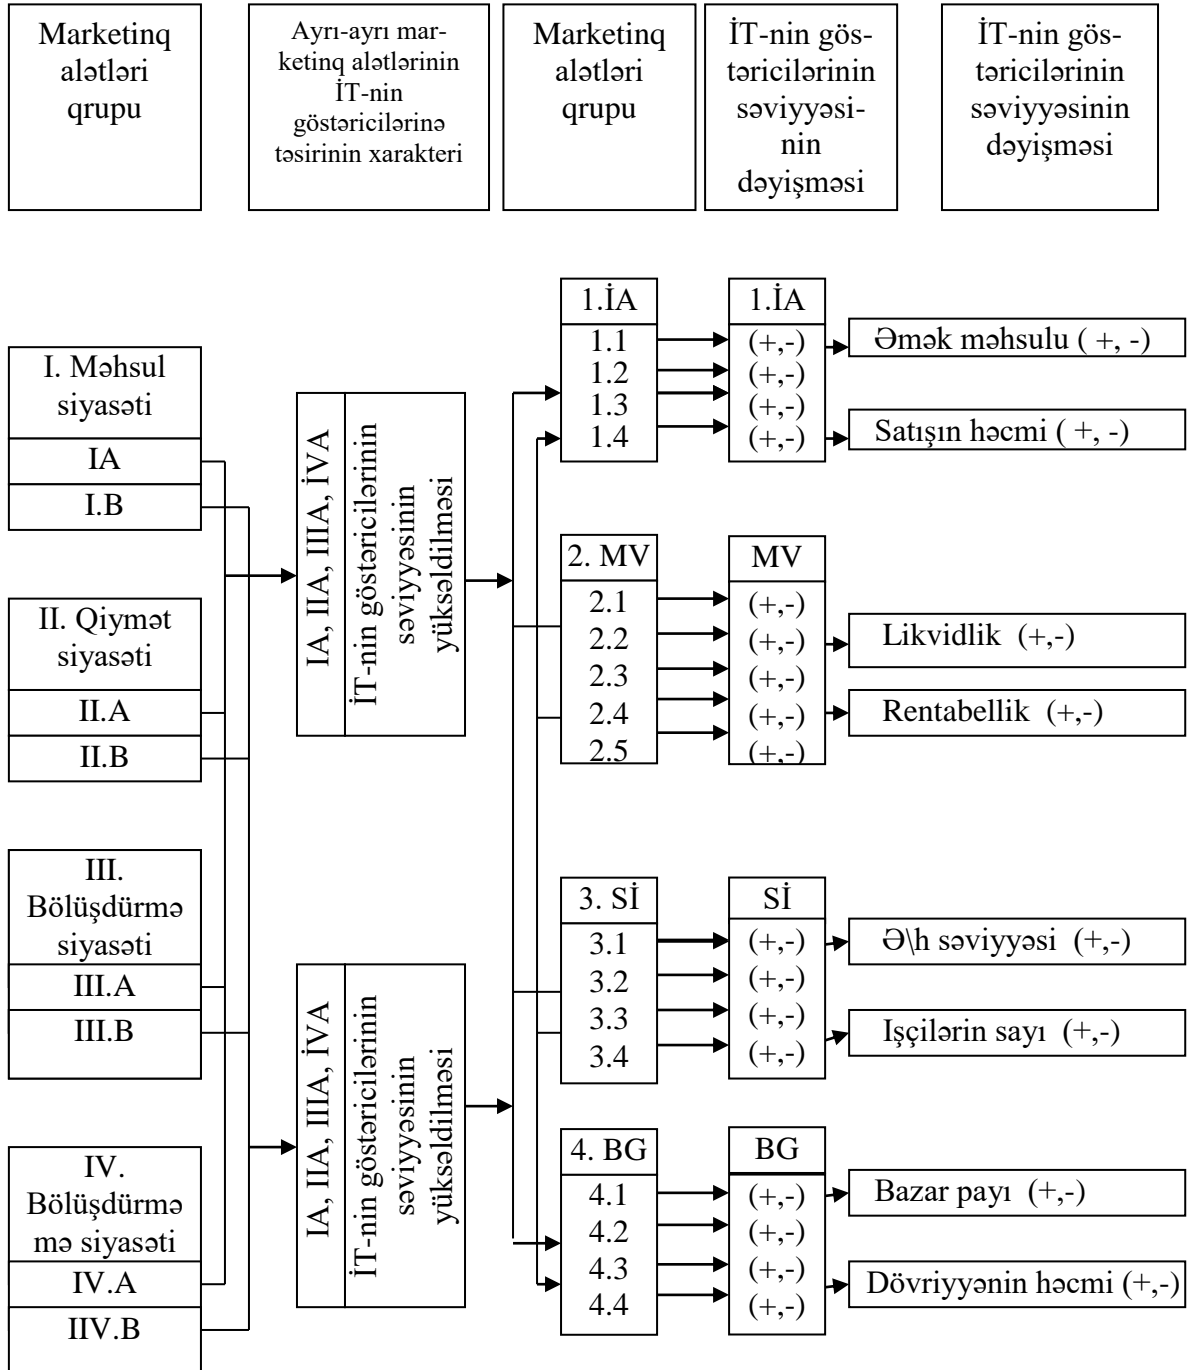 Marketinq
alətləri
qrupu
Ayrı-ayrı mar-
ketinq alətlərinin
İT-nin
göstəricilərinə
təsirinin xarakteri
Marketinq
alətləri
qrupu
İT-nin gös-
təricilərinin
səviyyəsi-
nin
dəyişməsi
İT-nin gös-
təricilərinin
səviyyəsinin
dəyişməsi
I. Məhsul
siyasəti
IA
I.B
II. Qiymət
siyasəti
II.A
II.B
III.
Bölüşdürmə
siyasəti
III.A
III.B
IV.
Bölüşdürmə
mə siyasəti
IV.A
IIV.B
IA, IIA, IIIA, İVA
İT-nin göstəricilərinin
səviyyəsinin
yüksəldilməsi
IA, IIA, IIIA, İVA
İT-nin göstəricilərinin
səviyyəsinin
yüksəldilməsi
1.İA
1.1
1.2
1.3
1.4
1.İA
(+,-)
(+,-)
(+,-)
(+,-)
Əmək məhsulu ( +, -)
Satışın həcmi ( +, -)
2. MV
2.1
2.2
2.3
2.4
2.5
MV
(+,-)
(+,-)
(+,-)
(+,-)
(+,-)
Likvidlik (+,-)
Rentabellik (+,-)
3. Sİ
3.1
3.2
3.3
3.4
Sİ
(+,-)
(+,-)
(+,-)
(+,-)
Ə\h səviyyəsi (+,-)
Işçilərin sayı (+,-)
4. BG
4.1
4.2
4.3
4.4
BG
(+,-)
(+,-)
(+,-)
(+,-)
Bazar payı (+,-)
Dövriyyənin həcmi (+,-)